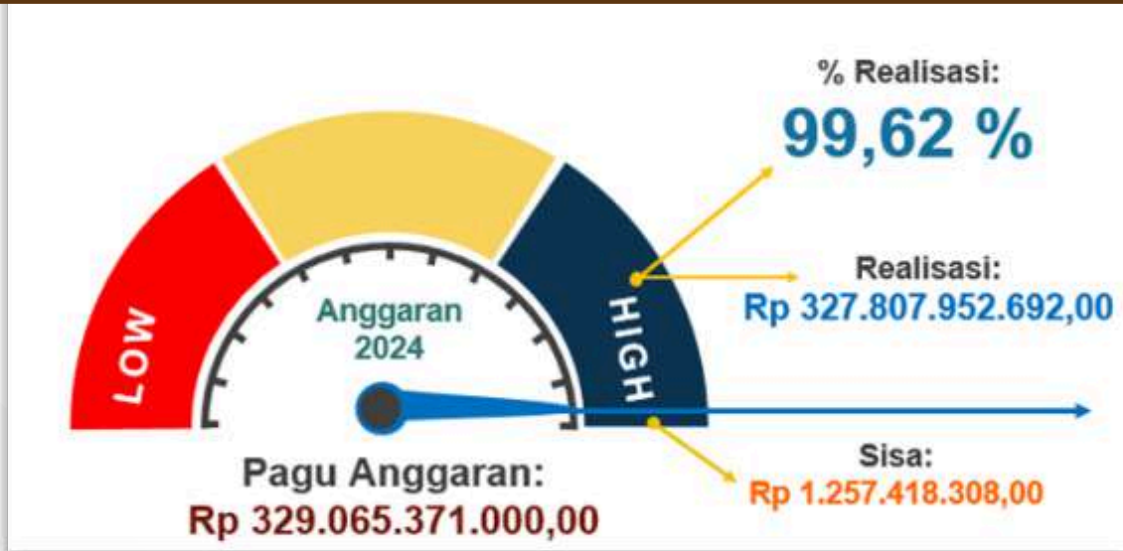 % Realisasi:
99,62 %
Realisasi:
Rp 327.807.952.692,00
LOW
Anggaran
2024
HIGH
Pagu Anggaran:
Rp 329.065.371.000,00
Sisa:
Rp 1.257.418.308,00